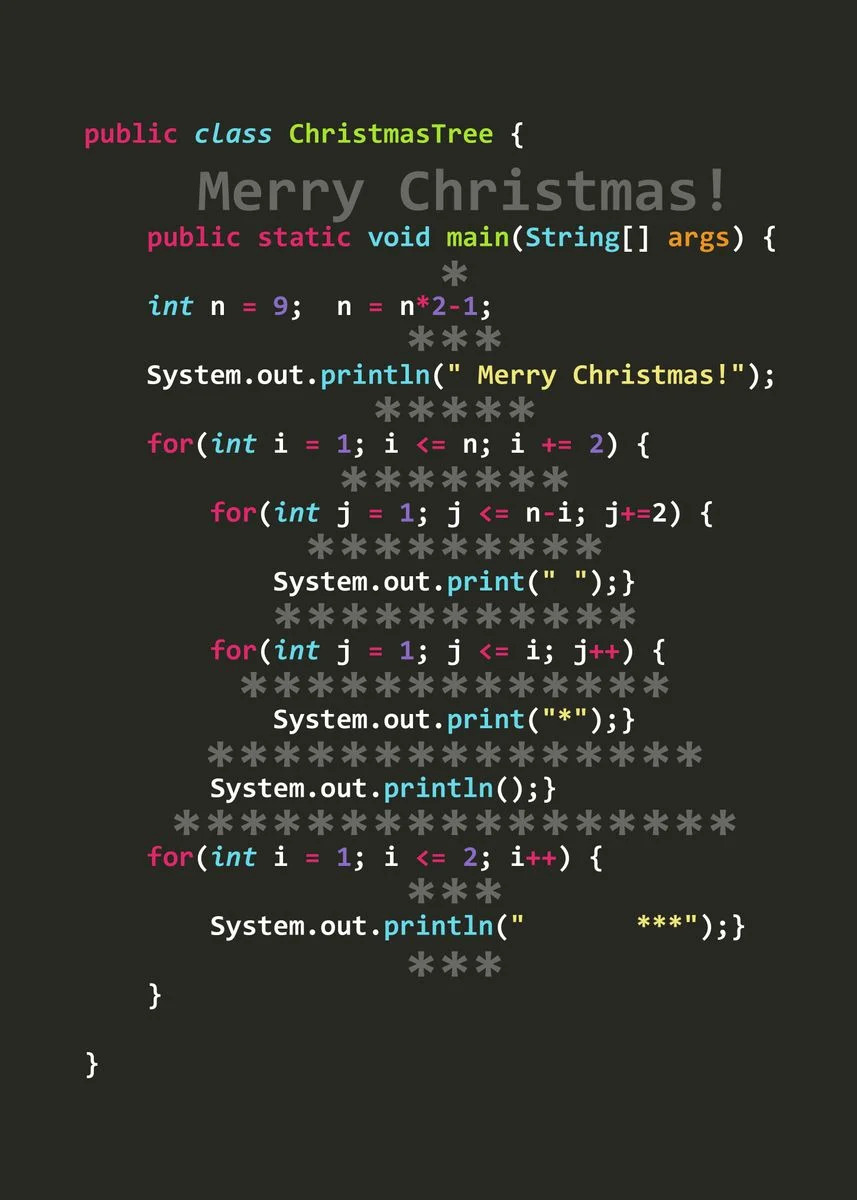 public class ChristmasTree {
Merry Christmas!
public static void main(String[] args) {
*
int n = 9;  n = n*2-1;
***
System.out.println(" Merry Christmas!");
*****
for(int i = 1; i <= n; i += 2) {
*******
for(int j = 1; j <= n-i; j+=2) {
*********
System.out.print(" ");}
***********
for(int j = 1; j <= i; j++) {
*************
System.out.print("*");}
***************
System.out.println();}
*****************
for(int i = 1; i <= 2; i++) {
***
System.out.println("       ***");}
***
}
}